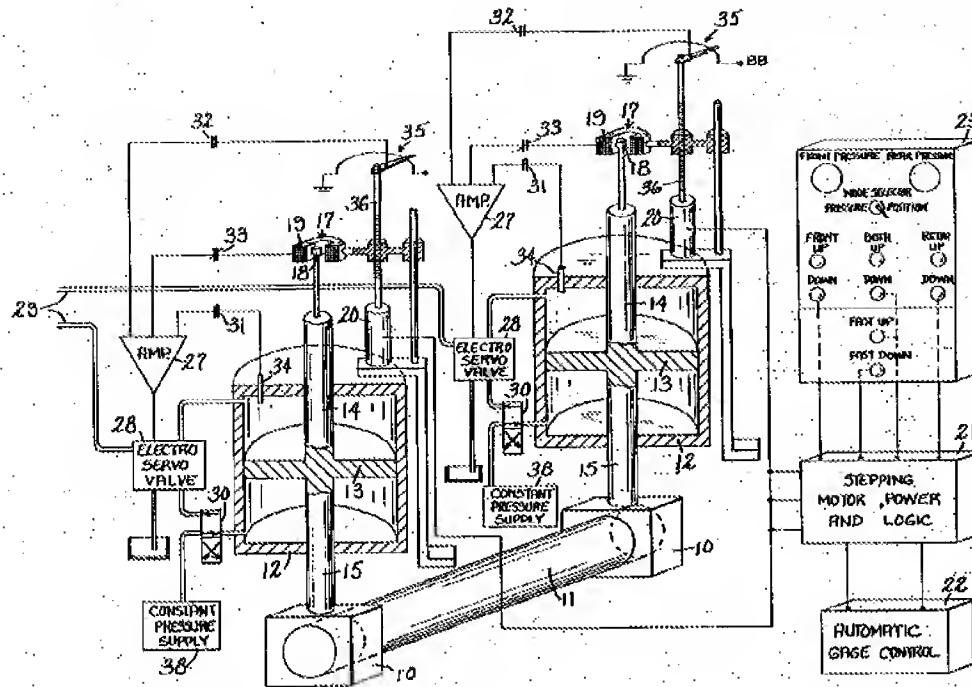 32
35
BB
32
33
19
17
18
31
36
20
AMP.
27
35
36
33
19
17
18
20
34
14
29
31
AMP.
27
34
28
ELECTRO
SERVO
VALVE
30
13
12
28
ELECTRO
SERVO
VALVE
30
14
13
12
15
38
CONSTANT
PRESSURE
SUPPLY
15
10
11
CONSTANT
PRESSURE
SUPPLY
38
10
FRONT PRESSURE REAR PRESSURE
MODE SELECTOR
PRESSURE POSITION
FRONT UP
BOTH UP
REAR UP
DOWN DOWN DOWN
FAST UP
FAST DOWN
21
STEPPING
MOTOR POWER
AND LOGIC
22
AUTOMATIC
GAGE CONTROL